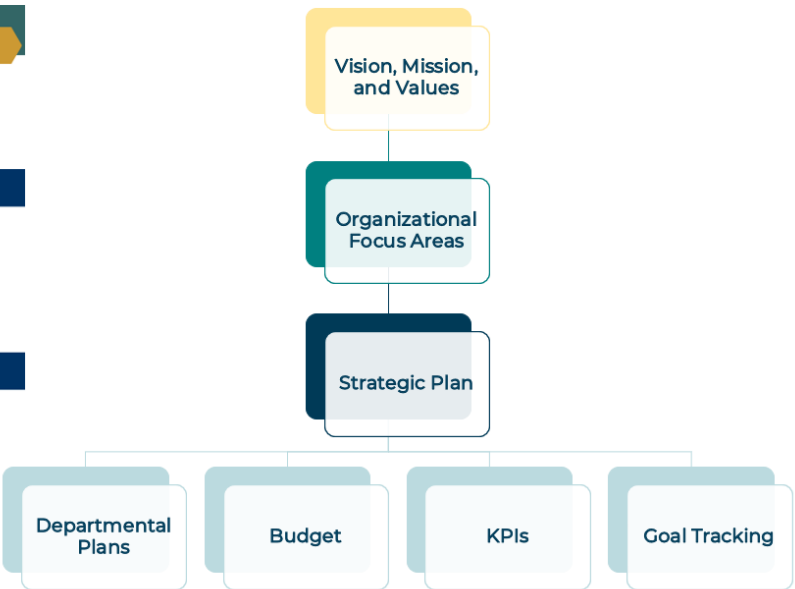 Vision, Mission,
and Values
Organizational
Focus Areas
Strategic Plan
Departmental
Plans
Budget
KPIs
Goal Tracking